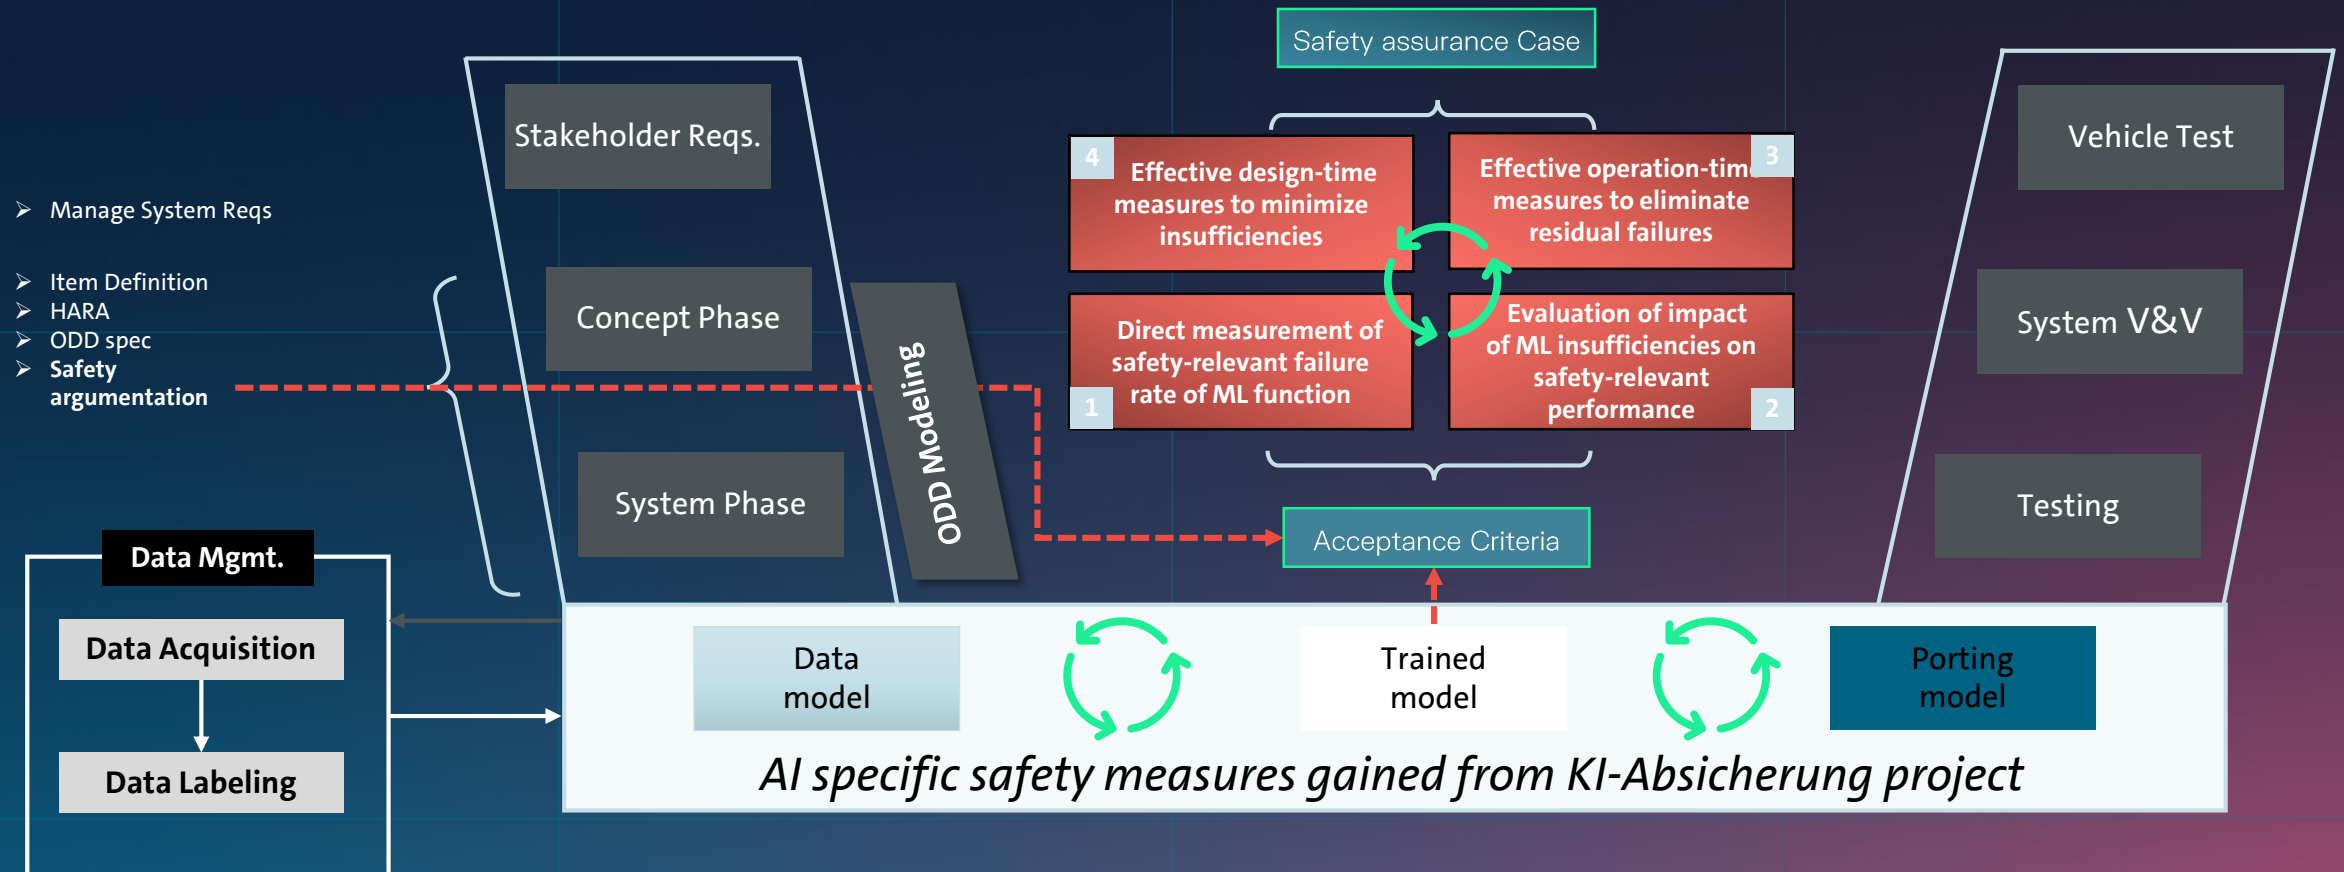 Safety assurance Case
Stakeholder Reqs.
Vehicle Test
4
Effective design-time
measures to minimize
insufficiencies
3
Effective operation-time
measures to eliminate
residual failures
➢ Manage System Reqs
➢ Item Definition
➢ HARA
➢ ODD spec
➢ Safety
argumentation
Concept Phase
System V&V
ODD Modeling
Direct measurement of
safety-relevant failure
rate of ML function
1
Evaluation of impact
of ML insufficiencies on
safety-relevant
performance
2
System Phase
Testing
Acceptance Criteria
Data Mgmt.
Data Acquisition
Data Labeling
Data
model
Trained
model
Porting
model
AI specific safety measures gained from KI-Absicherung project